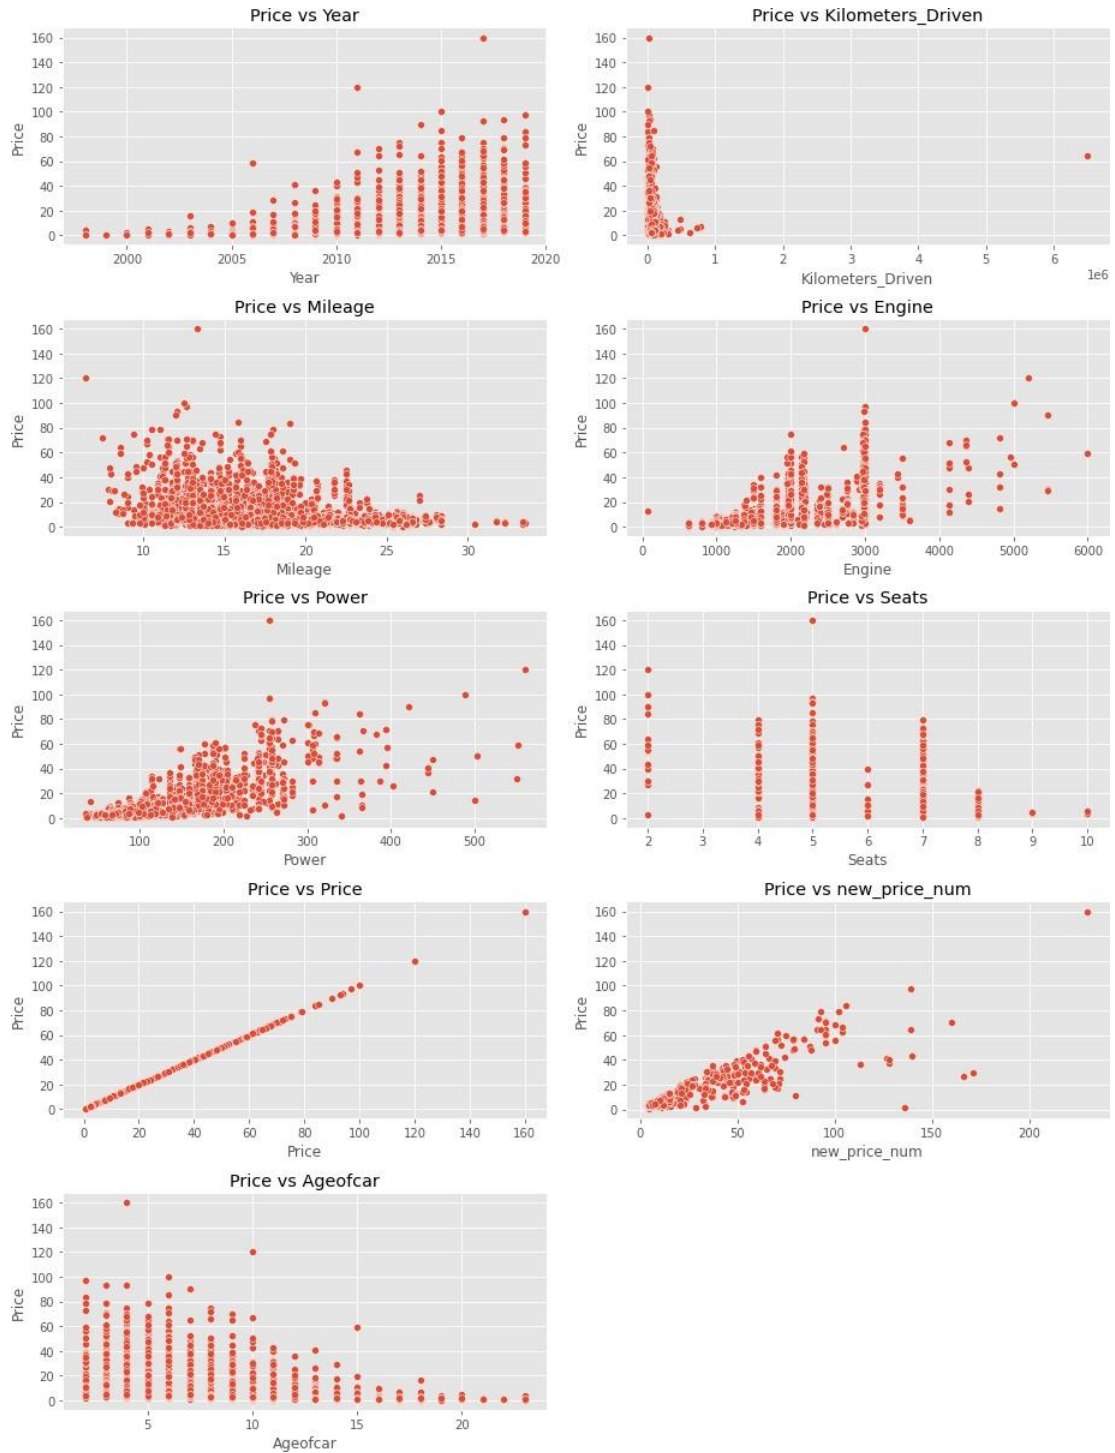 Price vs Year
160
140
120
100
80
60
40
20
0
Price
2000 2005 2010 2015 2020
Year
Price vs Kilometers_Driven
160
140
120
100
80
60
40
20
0
Price
0 1 2 3 4 5 6
1e6
Kilometers_Driven
Price vs Mileage
160
140
120
100
80
60
40
20
0
Price
10 15 20 25 30
Mileage
Price vs Engine
160
140
120
100
80
60
40
20
0
Price
0 1000 2000 3000 4000 5000 6000
Engine
Price vs Power
160
140
120
100
80
60
40
20
0
Price
100 200 300 400 500
Power
Price vs Seats
160
140
120
100
80
60
40
20
0
Price
2 3 4 5 6 7 8 9 10
Seats
Price vs Price
160
140
120
100
80
60
40
20
0
Price
0 20 40 60 80 100 120 140 160
Price
Price vs new_price_num
160
140
120
100
80
60
40
20
0
Price
0 50 100 150 200
new_price_num
Price vs Ageofcar
160
140
120
100
80
60
40
20
0
Price
5 10 15 20
Ageofcar